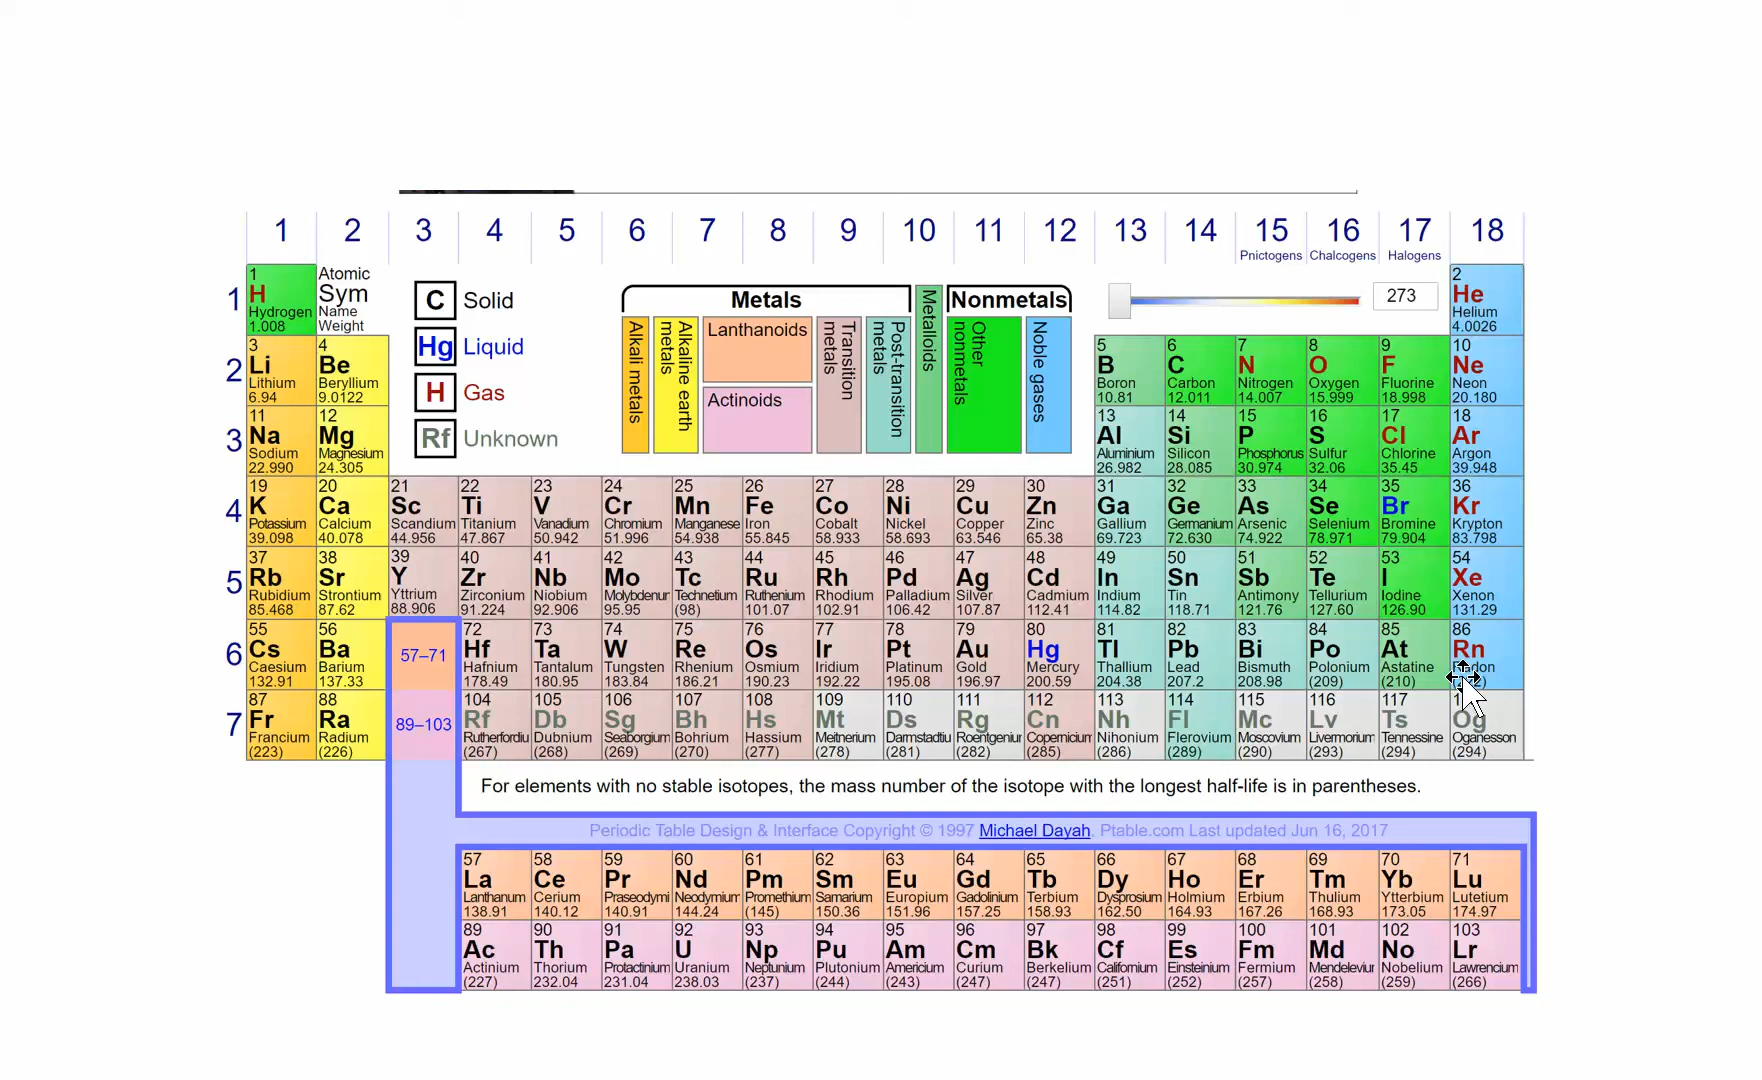 1 2 3 4 5 6 7 8 9 10 11 12 13 14 15 16 17 18
Pnictogens Chalcogens Halogens
1
1
H
Hydrogen
1.008
Atomic
Sym
Name
Weight
C Solid
Hg Liquid
H Gas
Rf Unknown
Metals
Alkali metals
Alkaline earth
metals
Lanthanoids
Actinoids
Transition
metals
Post-transition
metals
Metalloids
Nonmetals
Other
nonmetals
Noble gases
273
2
He
Helium
4.0026
2
3 4 5 6 7 8 9 10
Li Be B C N O F Ne
Lithium Beryllium Boron Carbon Nitrogen Oxygen Fluorine Neon
6.94 9.0122 10.81 12.011 14.007 15.999 18.998 20.180
3
11 12 13 14 15 16 17 18
Na Mg Al Si P S Cl Ar
Sodium Magnesium Aluminium Silicon Phosphorus Sulfur Chlorine Argon
22.990 24.305 26.982 28.085 30.974 32.06 35.45 39.948
4
19 20 21 22 23 24 25 26 27 28 29 30 31 32 33 34 35 36
K Ca Sc Ti V Cr Mn Fe Co Ni Cu Zn Ga Ge As Se Br Kr
Potassium Calcium Scandium Titanium Vanadium Chromium Manganese Iron Cobalt Nickel Copper Zinc Gallium Germanium Arsenic Selenium Bromine Krypton
39.098 40.078 44.956 47.867 50.942 51.996 54.938 55.845 58.933 58.693 63.546 65.38 69.723 72.630 74.922 78.971 79.904 83.798
5
37 38 39 40 41 42 43 44 45 46 47 48 49 50 51 52 53 54
Rb Sr Y Zr Nb Mo Tc Ru Rh Pd Ag Cd In Sn Sb Te I Xe
Rubidium Strontium Yttrium Zirconium Niobium Molybdenur Technetium Ruthenium Rhodium Palladium Silver Cadmium Indium Tin Antimony Tellurium Iodine Xenon
85.468 87.62 88.906 91.224 92.906 95.95 (98) 101.07 102.91 106.42 107.87 112.41 114.82 118.71 121.76 127.60 126.90 131.29
6
55 56 57–71 72 73 74 75 76 77 78 79 80 81 82 83 84 85 86
Cs Ba Hf Ta W Re Os Ir Pt Au Hg Tl Pb Bi Po At Rn
Caesium Barium Hafnium Tantalum Tungsten Rhenium Osmium Iridium Platinum Gold Mercury Thallium Lead Bismuth Polonium Astatine
132.91 137.33 178.49 180.95 183.84 186.21 190.23 192.22 195.08 196.97 200.59 204.38 207.2 208.98 (209) (210)
7
87 88 89–103 104 105 106 107 108 109 110 111 112 113 114 115 116 117
Fr Ra Rf Db Sg Bh Hs Mt Ds Rg Cn Nh Fl Mc Lv Ts Og
Francium Radium Rutherfordiu Dubnium Seaborgium Bohrium Hassium Meitnerium Darmstadtiu Roentgeniur Copernicium Nihonium Flerovium Moscovium Livermorium Tennessine Oganesson
(223) (226) (267) (268) (269) (270) (277) (278) (281) (282) (285) (286) (289) (290) (293) (294) (294)
For elements with no stable isotopes, the mass number of the isotope with the longest half-life is in parentheses.
Periodic Table Design & Interface Copyright © 1997 Michael Dayah. Ptable.com Last updated Jun 16, 2017
57 58 59 60 61 62 63 64 65 66 67 68 69 70 71
La Ce Pr Nd Pm Sm Eu Gd Tb Dy Ho Er Tm Yb Lu
Lanthanum Cerium Praseodymi Neodymium Promethium Samarium Europium Gadolinium Terbium Dysprosium Holmium Erbium Thulium Ytterbium Lutetium
138.91 140.12 140.91 144.24 (145) 150.36 151.96 157.25 158.93 162.50 164.93 167.26 168.93 173.05 174.97
89 90 91 92 93 94 95 96 97 98 99 100 101 102 103
Ac Th Pa U Np Pu Am Cm Bk Cf Es Fm Md No Lr
Actinium Thorium Protactinium Uranium Neptunium Plutonium Americium Curium Berkelium Californium Einsteinium Fermium Mendeleviur Nobelium Lawrencium
(227) 232.04 231.04 238.03 (237) (244) (243) (247) (247) (251) (252) (257) (258) (259) (266)